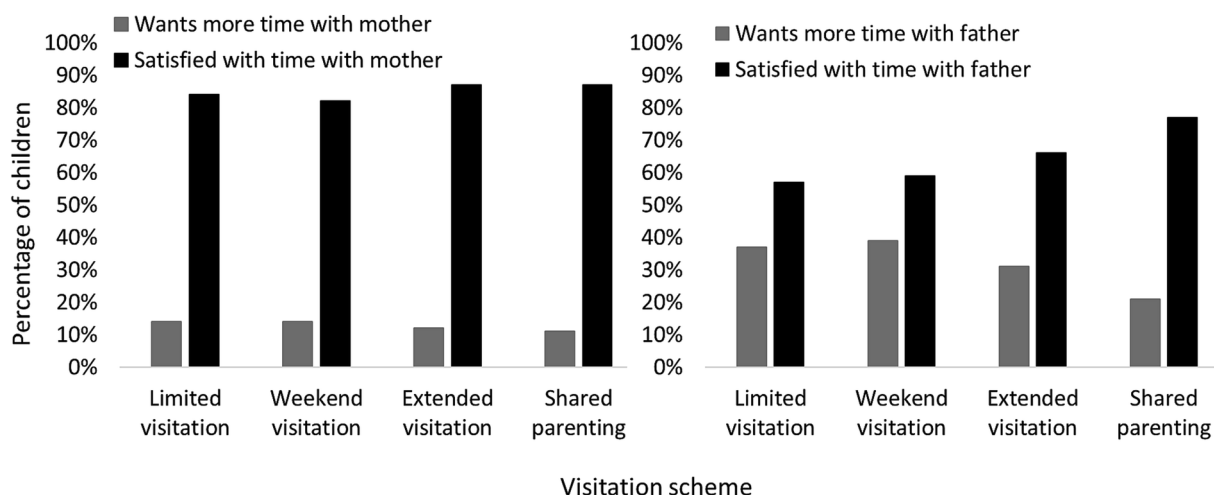 Wants more time with mother
Satisfied with time with mother
Percentage of children
100%
90%
80%
70%
60%
50%
40%
30%
20%
10%
0%
Limited visitation
Weekend visitation
Extended visitation
Shared parenting
Wants more time with father
Satisfied with time with father
100%
90%
80%
70%
60%
50%
40%
30%
20%
10%
0%
Limited visitation
Weekend visitation
Extended visitation
Shared parenting
Visitation scheme